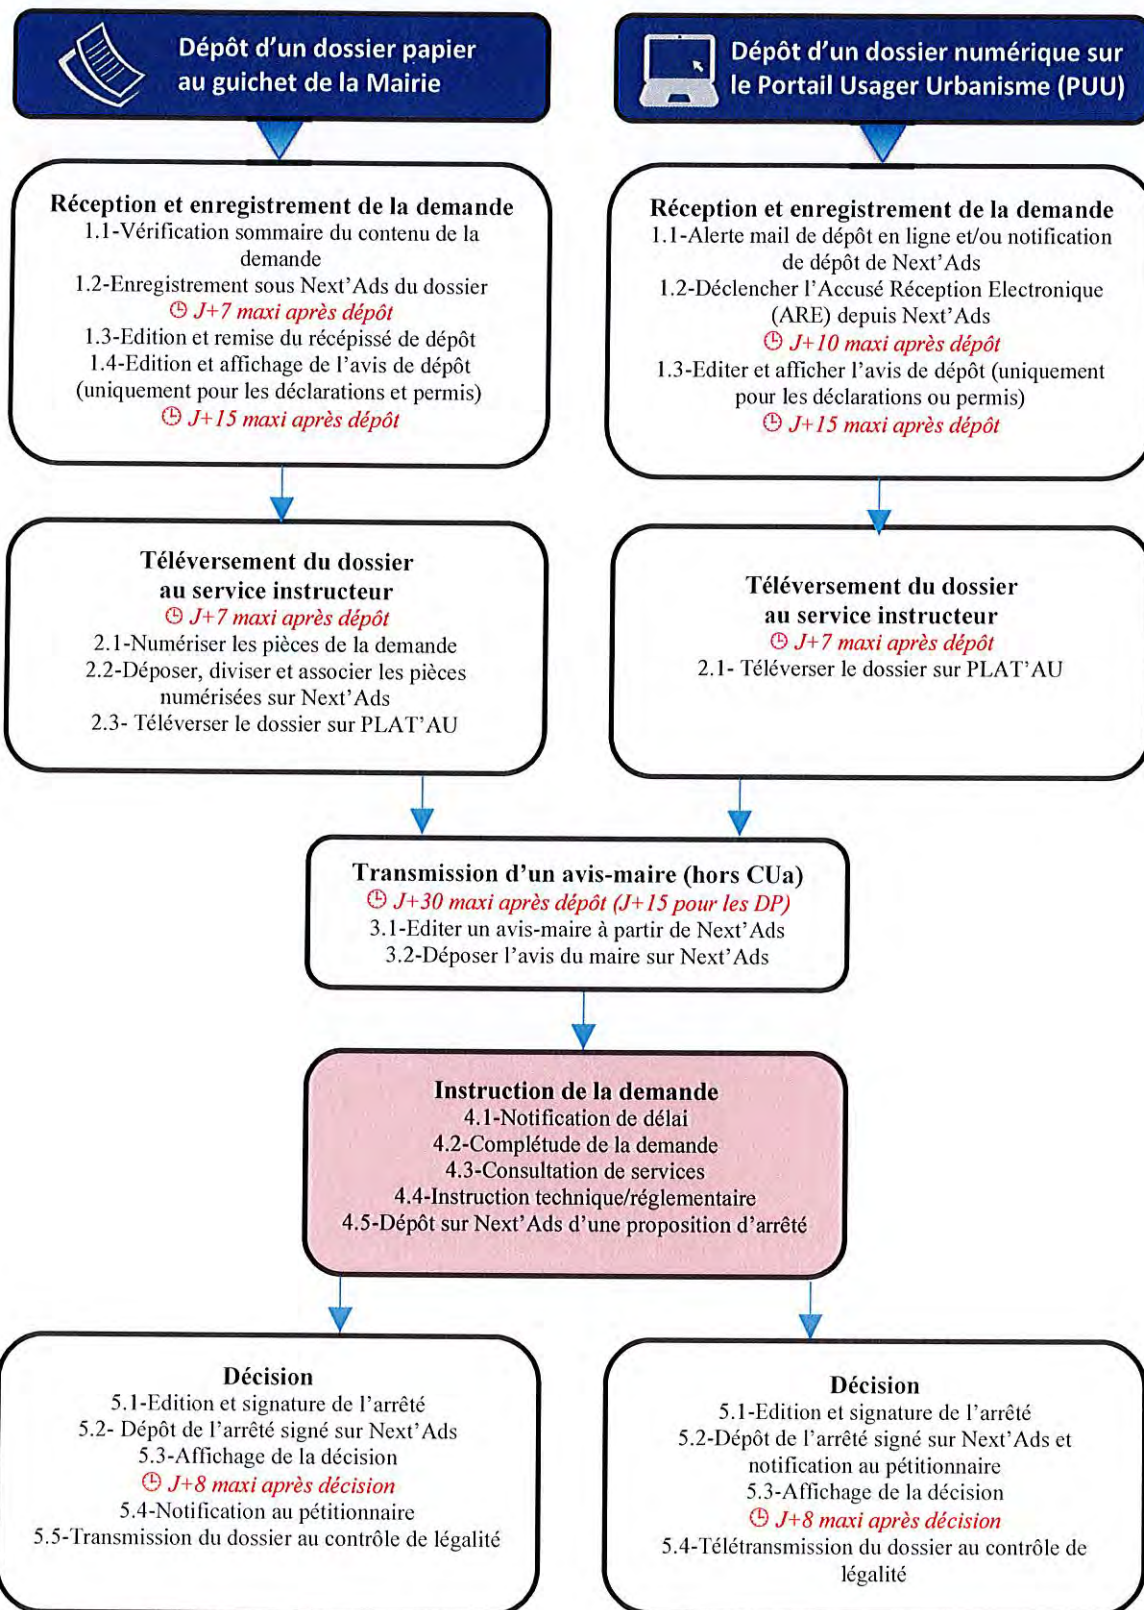 Dépôt d'un dossier papier
au guichet de la Mairie
Dépôt d'un dossier numérique sur
le Portail Usager Urbanisme (PUU)
Réception et enregistrement de la demande
1.1-Vérification sommaire du contenu de la
demande
1.2-Enregistrement sous Next'Ads du dossier
J+7 maxi après dépôt
1.3-Edition et remise du récépissé de dépôt
1.4-Edition et affichage de l'avis de dépôt
(uniquement pour les déclarations et permis)
J+15 maxi après dépôt
Réception et enregistrement de la demande
1.1-Alerte mail de dépôt en ligne et/ou notification
de dépôt de Next'Ads
1.2-Déclencher l'Accusé Réception Electronique
(ARE) depuis Next'Ads
J+10 maxi après dépôt
1.3-Editer et afficher l'avis de dépôt (uniquement
pour les déclarations ou permis)
J+15 maxi après dépôt
Téléversement du dossier
au service instructeur
J+7 maxi après dépôt
2.1-Numériser les pièces de la demande
2.2-Déposer, diviser et associer les pièces
numérisées sur Next'Ads
2.3- Téléverser le dossier sur PLAT'AU
Téléversement du dossier
au service instructeur
J+7 maxi après dépôt
2.1- Téléverser le dossier sur PLAT'AU
Transmission d'un avis-maire (hors CUa)
J+30 maxi après dépôt (J+15 pour les DP)
3.1-Editer un avis-maire à partir de Next'Ads
3.2-Déposer l'avis du maire sur Next'Ads
Instruction de la demande
4.1-Notification de délai
4.2-Complétude de la demande
4.3-Consultation de services
4.4-Instruction technique/réglementaire
4.5-Dépôt sur Next'Ads d'une proposition d'arrêté
Décision
5.1-Edition et signature de l'arrêté
5.2- Dépôt de l'arrêté signé sur Next'Ads
5.3-Affichage de la décision
J+8 maxi après décision
5.4-Notification au pétitionnaire
5.5-Transmission du dossier au contrôle de légalité
Décision
5.1-Edition et signature de l'arrêté
5.2-Dépôt de l'arrêté signé sur Next'Ads et
notification au pétitionnaire
5.3-Affichage de la décision
J+8 maxi après décision
5.4-Télétransmission du dossier au contrôle de
légalité